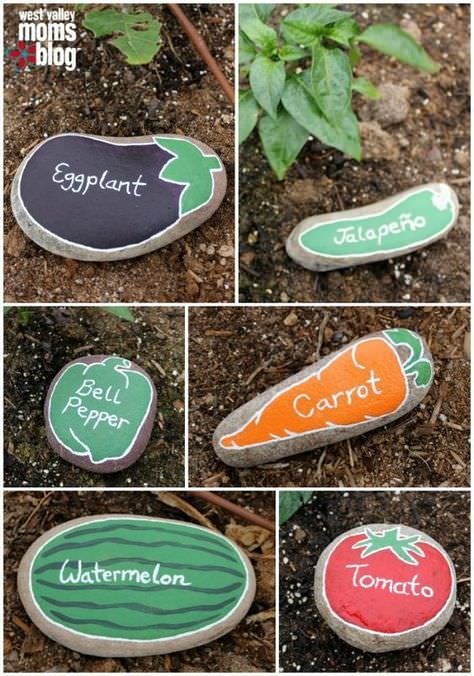 west valley
moms
blog
Eggplant
Jalapeño
Bell
Pepper
Carrot
Watermelon
Tomato